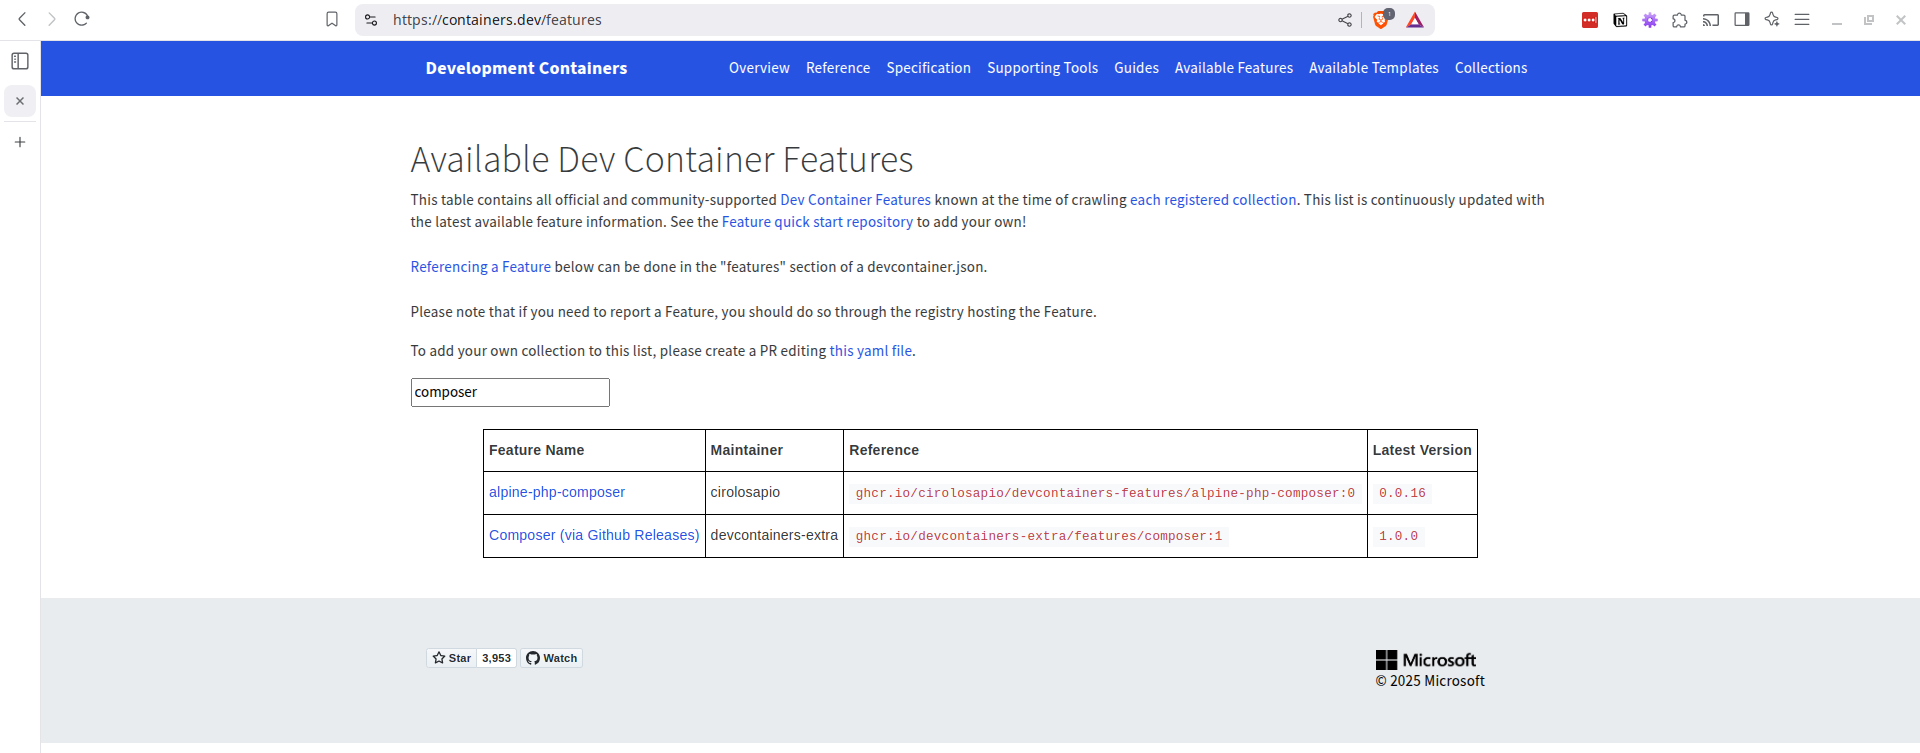 https://containers.dev/features
Development Containers
Overview Reference Specification Supporting Tools Guides Available Features Available Templates Collections
Available Dev Container Features
This table contains all official and community-supported Dev Container Features known at the time of crawling each registered collection. This list is continuously updated with
the latest available feature information. See the Feature quick start repository to add your own!
Referencing a Feature below can be done in the "features" section of a devcontainer.json.
Please note that if you need to report a Feature, you should do so through the registry hosting the Feature.
To add your own collection to this list, please create a PR editing this yaml file.
composer
Feature Name Maintainer Reference Latest Version
alpine-php-composer cirolosapio ghcr.io/cirolosapio/devcontainers-features/alpine-php-composer:0 0.0.16
Composer (via Github Releases) devcontainers-extra ghcr.io/devcontainers-extra/features/composer:1 1.0.0
Star 3,953 Watch
Microsoft
© 2025 Microsoft